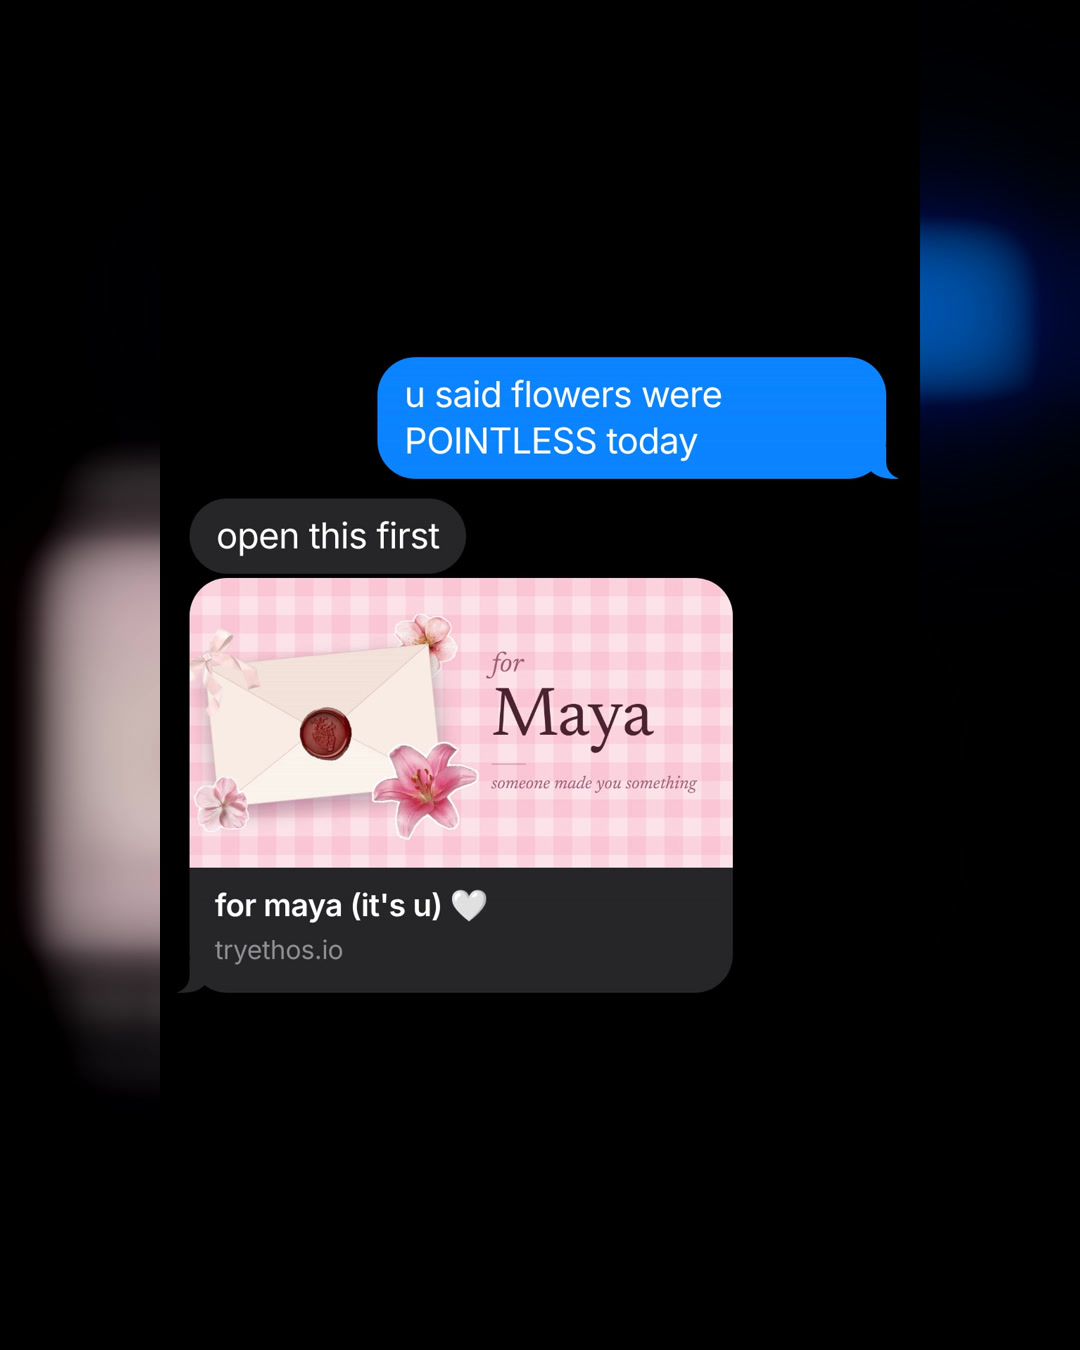 u said flowers were
POINTLESS today
open this first
for
Maya
someone made you something
for maya (it's u) 🤍
tryethos.io